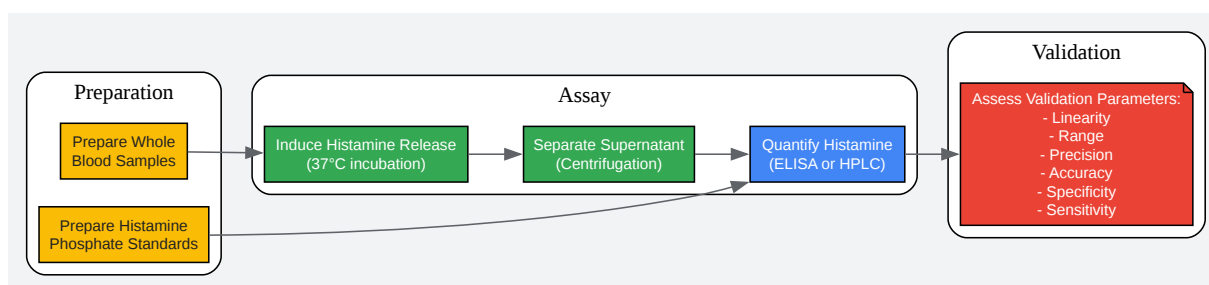 Preparation
Prepare Whole
Blood Samples
Prepare Histamine
Phosphate Standards
Assay
Induce Histamine Release
(37°C incubation)
Separate Supernatant
(Centrifugation)
Quantify Histamine
(ELISA or HPLC)
Validation
Assess Validation Parameters:
- Linearity
- Range
- Precision
- Accuracy
- Specificity
- Sensitivity